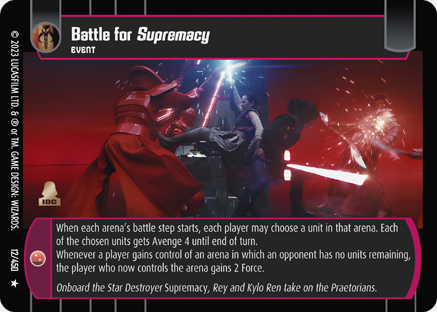 Battle for Supremacy
EVENT
IDC
When each arena's battle step starts, each player may choose a unit in that arena. Each
of the chosen units gets Avenge 4 until end of turn.
Whenever a player gains control of an arena in which an opponent has no units remaining,
the player who now controls the arena gains 2 Force.
Onboard the Star Destroyer Supremacy, Rey and Kylo Ren take on the Praetorians.
© 2023 LUCASFILM LTD. & ® or TM. GAME DESIGN: WIZARDS.
12/450